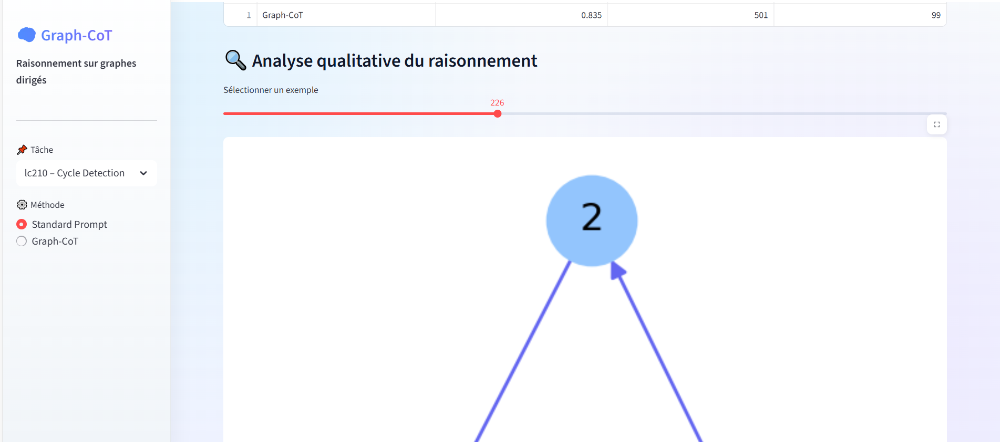 Graph-CoT
Raisonnement sur graphes
dirigés
Tâche
lc210 – Cycle Detection
Méthode
Standard Prompt
Graph-CoT
1 Graph-CoT 0.835 501 99
Analyse qualitative du raisonnement
Sélectionner un exemple
226
2